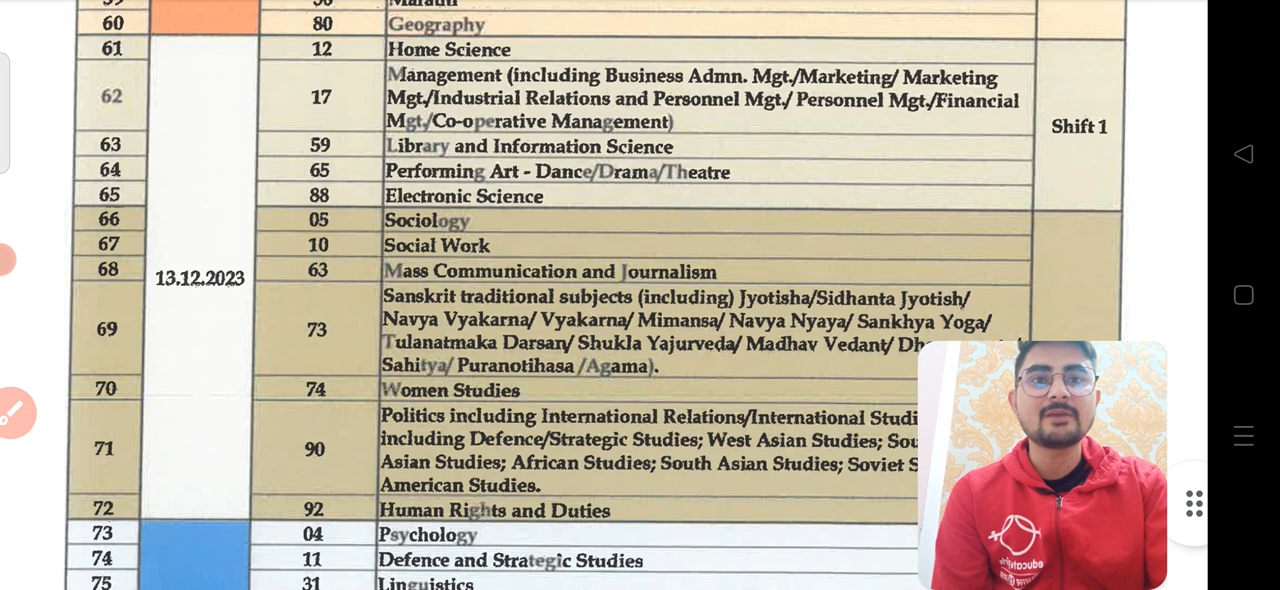 60 80 Geography
61 12 Home Science
62 17 Management (including Business Admn. Mgt./Marketing/ Marketing
Mgt./Industrial Relations and Personnel Mgt./ Personnel Mgt./Financial
Mgt./Co-operative Management)
Shift 1
63 59 Library and Information Science
64 65 Performing Art - Dance/Drama/Theatre
65 88 Electronic Science
66 05 Sociology
67 10 Social Work
68 63 Mass Communication and Journalism
13.12.2023
69 73 Sanskrit traditional subjects (including) Jyotisha/Sidhanta Jyotish/
Navya Vyakarna/ Vyakarna/ Mimansa/ Navya Nyaya/ Sankhya Yoga/
Tulanatmaka Darsan/ Shukla Yajurveda/ Madhav Vedant/
Sahitya/ Puranotihasa /Agama).
70 74 Women Studies
71 90 Politics including International Relations/International
including Defence/Strategic Studies; West Asian Studies;
Asian Studies; African Studies; South Asian Studies; Soviet
American Studies.
72 92 Human Rights and Duties
73 04 Psychology
74 11 Defence and Strategic Studies
75 31 Linguistics